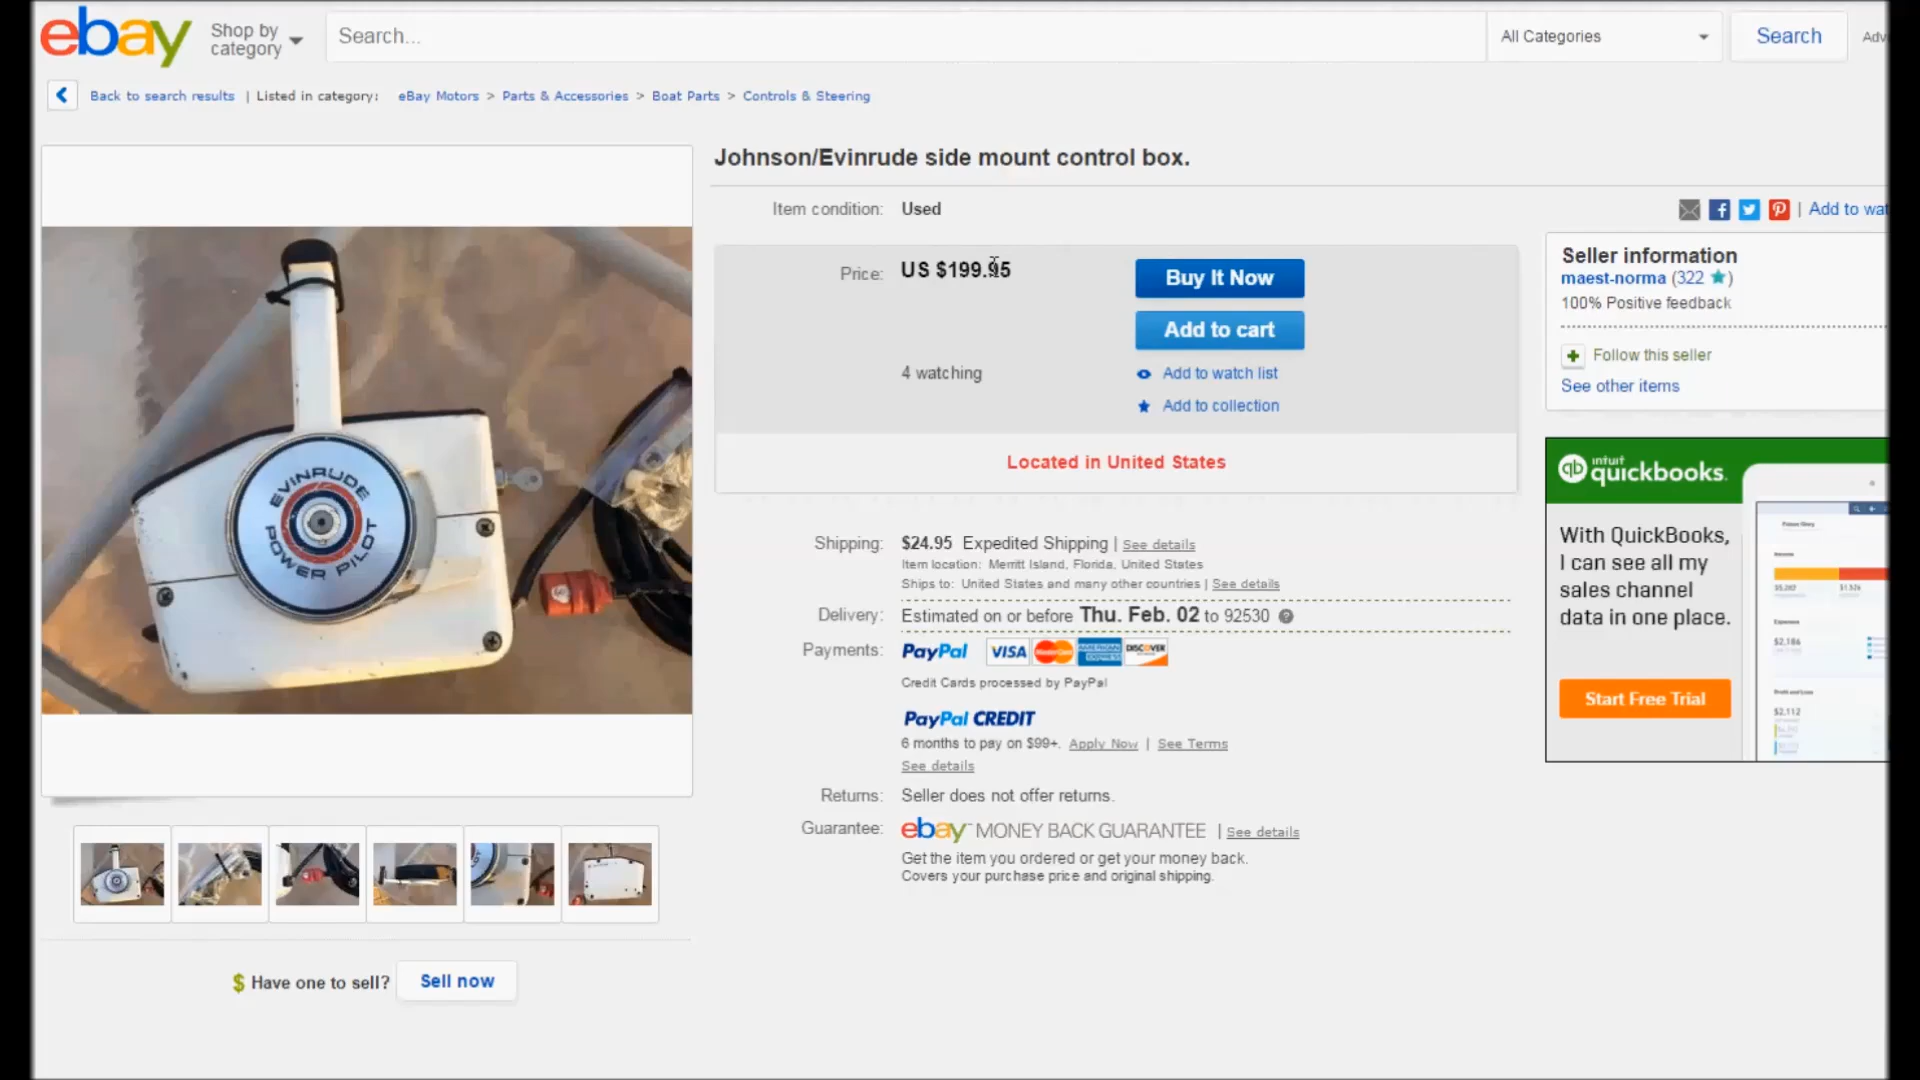 ebay
Shop by category
Search...
All Categories
Search
Back to search results | Listed in category: eBay Motors > Parts & Accessories > Boat Parts > Controls & Steering
Johnson/Evinrude side mount control box.
Item condition: Used
| Add to
Price: US $199.95
Buy It Now
Add to cart
4 watching
Add to watch list
Add to collection
Located in United States
Seller information
maest-norma (322 ★)
100% Positive feedback
Follow this seller
See other items
EVINRUDE
POWER PILOT
Shipping: $24.95 Expedited Shipping | See details
Item location: Merritt Island, Florida, United States
Ships to: United States and many other countries | See details
Delivery: Estimated on or before Thu. Feb. 02 to 92530
Payments: PayPal VISA MasterCard AMERICAN EXPRESS DISCOVER
Credit Cards processed by PayPal
PayPal CREDIT
6 months to pay on $99+. Apply Now | See Terms
See details
Returns: Seller does not offer returns.
Guarantee: ebay MONEY BACK GUARANTEE | See details
Get the item you ordered or get your money back.
Covers your purchase price and original shipping.
intuit
quickbooks.
With QuickBooks,
I can see all my
sales channel
data in one place.
Start Free Trial
$2,186
$2,112
$ Have one to sell? Sell now